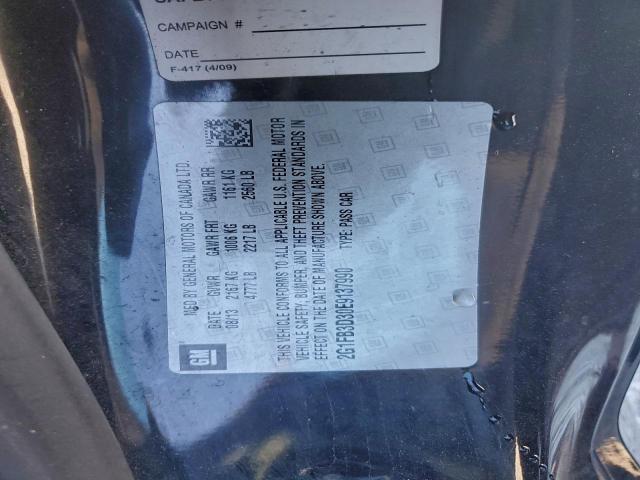 CAMPAIGN #
DATE
F-417 (4/09)
MFD BY GENERAL MOTORS OF CANADA LTD.
DATE GVWR GAWR FRT GAWR RR
08/13 2167 KG 1006 KG 1161 KG
4777 LB 2217 LB 2560 LB
GM
THIS VEHICLE CONFORMS TO ALL APPLICABLE U.S. FEDERAL MOTOR
VEHICLE SAFETY, BUMPER, AND THEFT PREVENTION STANDARDS IN
EFFECT ON THE DATE OF MANUFACTURE SHOWN ABOVE.
2G1FB3D30E9137990 TYPE: PASS CAR